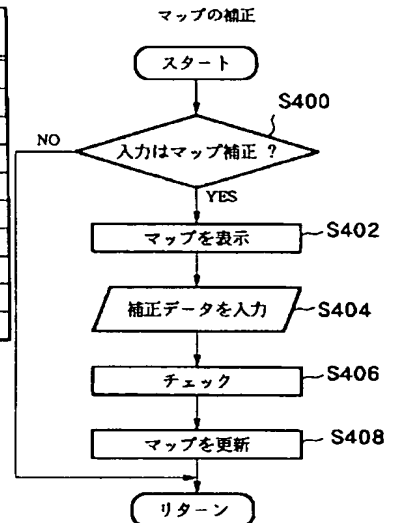 マップの補正
スタート
S400
入力はマップ補正 ?
NO
YES
マップを表示
S402
補正データを入力
S404
チェック
S406
マップを更新
S408
リターン